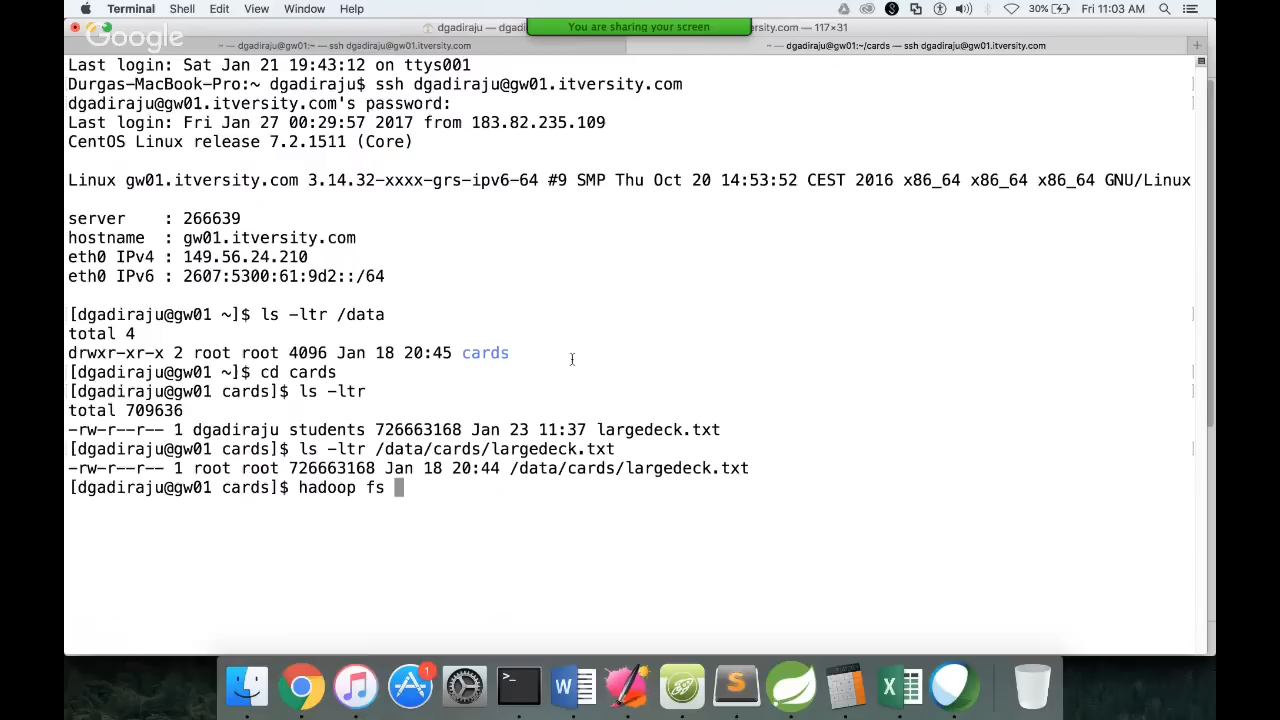 Terminal Shell Edit View Window Help 30% Fri 11:03 AM
Google
dgadiraju — dgadi
You are sharing your screen
versity.com — 117×31
— dgadiraju@gw01:~ — ssh dgadiraju@gw01.itversity.com
~ — dgadiraju@gw01:~/cards — ssh dgadiraju@gw01.itversity.com
Last login: Sat Jan 21 19:43:12 on ttys001
Durgas-MacBook-Pro:~ dgadiraju$ ssh dgadiraju@gw01.itversity.com
dgadiraju@gw01.itversity.com's password:
Last login: Fri Jan 27 00:29:57 2017 from 183.82.235.109
CentOS Linux release 7.2.1511 (Core)
Linux gw01.itversity.com 3.14.32-xxxx-grs-ipv6-64 #9 SMP Thu Oct 20 14:53:52 CEST 2016 x86_64 x86_64 x86_64 GNU/Linux
server : 266639
hostname : gw01.itversity.com
eth0 IPv4 : 149.56.24.210
eth0 IPv6 : 2607:5300:61:9d2::/64
[dgadiraju@gw01 ~]$ ls -ltr /data
total 4
drwxr-xr-x 2 root root 4096 Jan 18 20:45 cards
[dgadiraju@gw01 ~]$ cd cards
[dgadiraju@gw01 cards]$ ls -ltr
total 709636
-rw-r--r-- 1 dgadiraju students 726663168 Jan 23 11:37 largedeck.txt
[dgadiraju@gw01 cards]$ ls -ltr /data/cards/largedeck.txt
-rw-r--r-- 1 root root 726663168 Jan 18 20:44 /data/cards/largedeck.txt
[dgadiraju@gw01 cards]$ hadoop fs
1